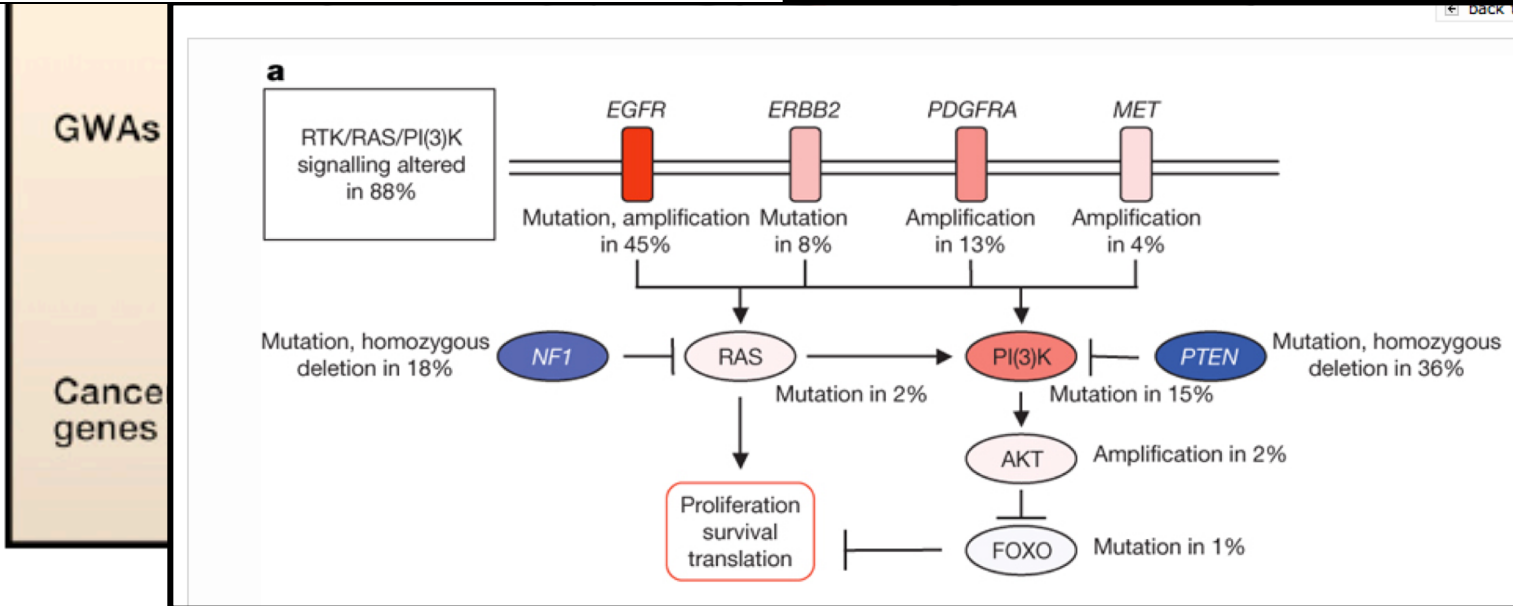 back
GWAs
Cance
genes
a
RTK/RAS/PI(3)K
signalling altered
in 88%
EGFR
ERBB2
PDGFRA
MET
Mutation, amplification
in 45%
Mutation
in 8%
Amplification
in 13%
Amplification
in 4%
Mutation, homozygous
deletion in 18%
NF1
RAS
Mutation in 2%
PI(3)K
Mutation in 15%
PTEN
Mutation, homozygous
deletion in 36%
AKT
Amplification in 2%
Proliferation
survival
translation
FOXO
Mutation in 1%